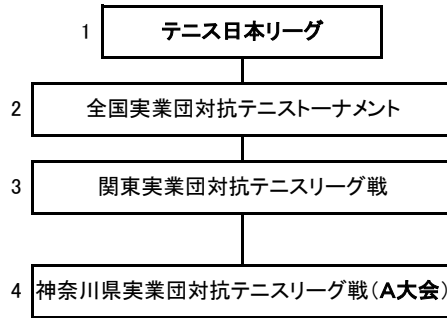 1 テニス日本リーグ
2 全国実業団対抗テニストーナメント
3 関東実業団対抗テニスリーグ戦
4 神奈川県実業団対抗テニスリーグ戦(A大会)